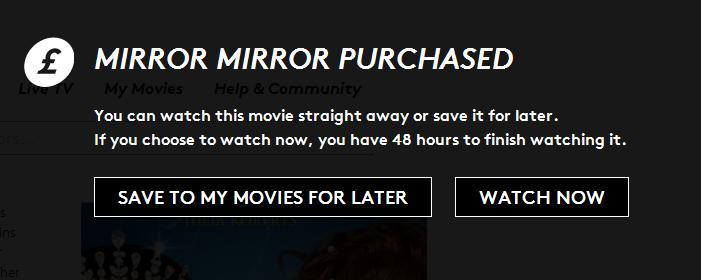 £ MIRROR MIRROR PURCHASED
Live TV My Movies Help & Community
You can watch this movie straight away or save it for later.
If you choose to watch now, you have 48 hours to finish watching it.
SAVE TO MY MOVIES FOR LATER WATCH NOW
JULIA ROBERTS